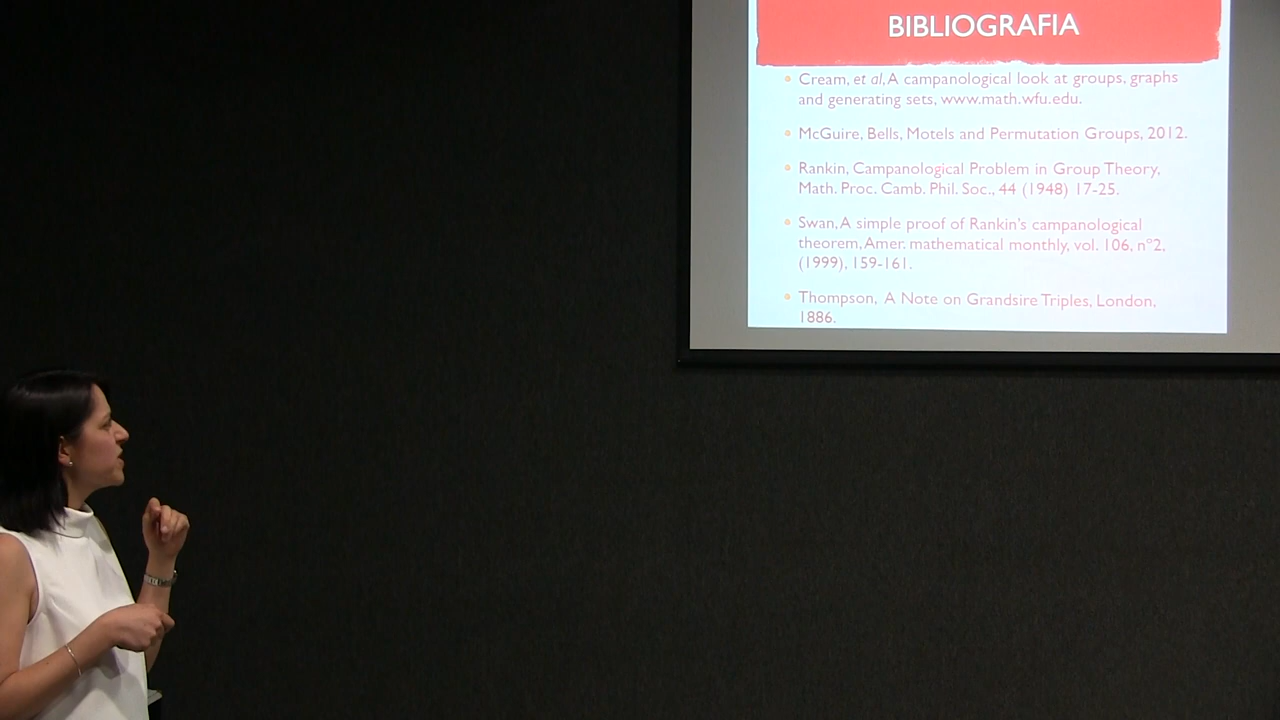 BIBLIOGRAFIA
• Cream, et al, A campanological look at groups, graphs
and generating sets, www.math.wfu.edu.
• McGuire, Bells, Motels and Permutation Groups, 2012.
• Rankin, Campanological Problem in Group Theory,
Math. Proc. Camb. Phil. Soc., 44 (1948) 17-25.
• Swan, A simple proof of Rankin's campanological
theorem, Amer. mathematical monthly, vol. 106, nº2,
(1999), 159-161.
• Thompson, A Note on Grandsire Triples, London,
1886.